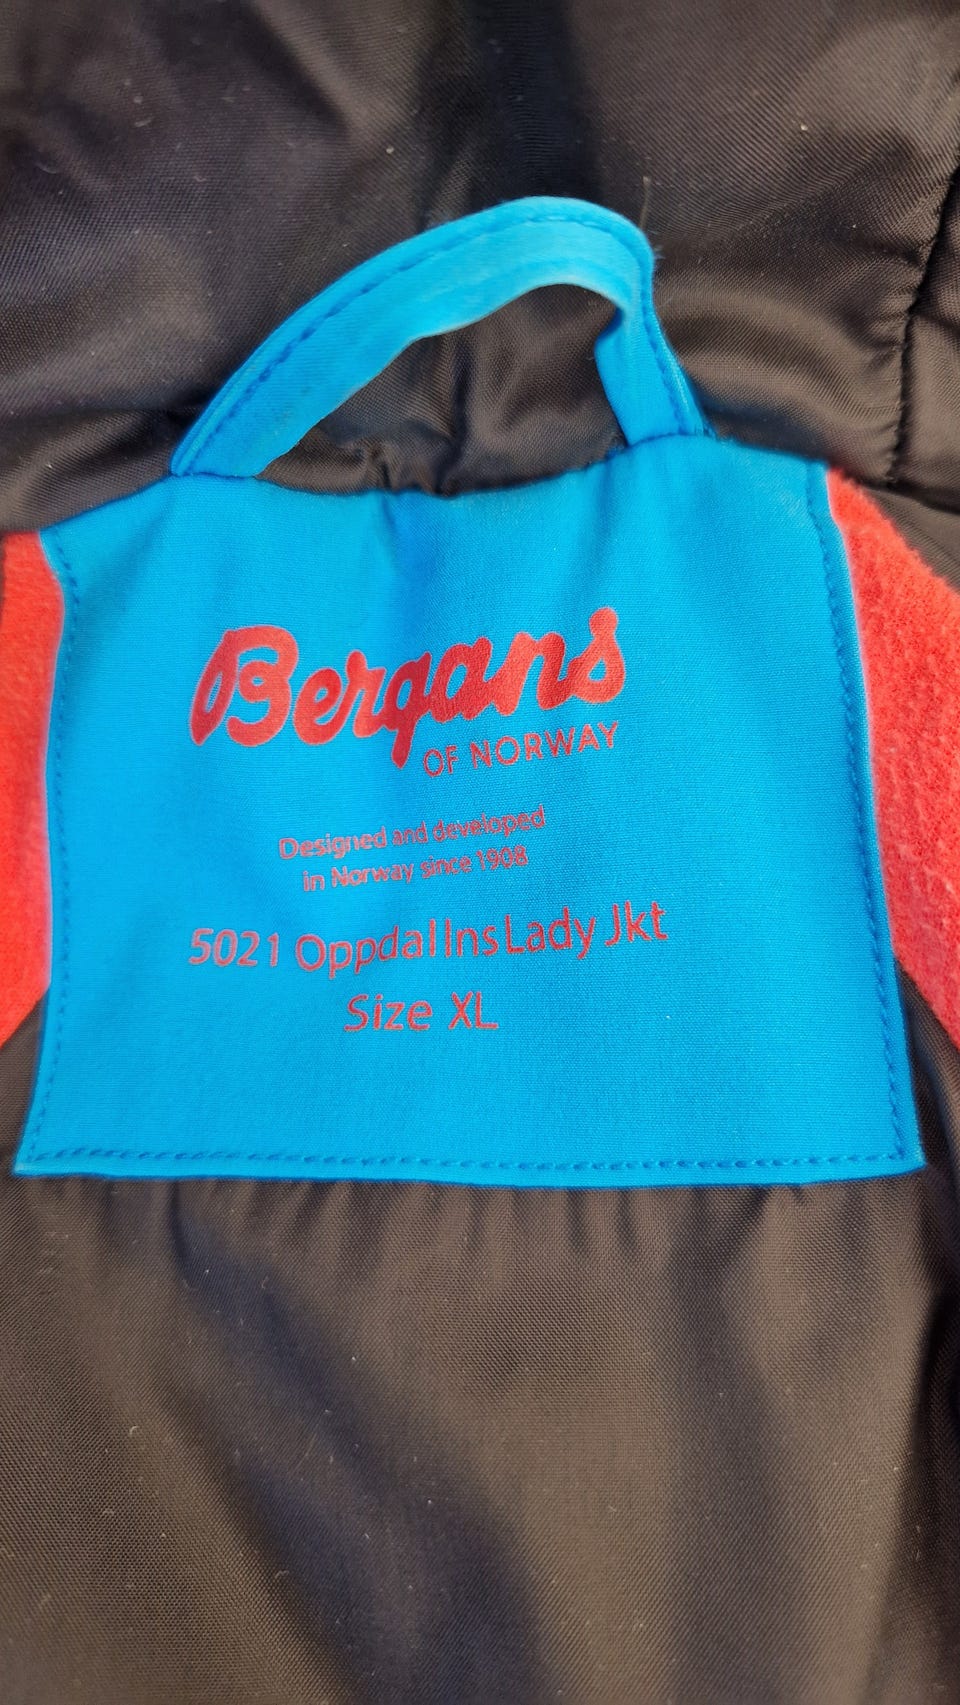 Bergans
OF NORWAY
Designed and developed
in Norway since 1908
5021 Oppdal Ins Lady Jkt
Size XL